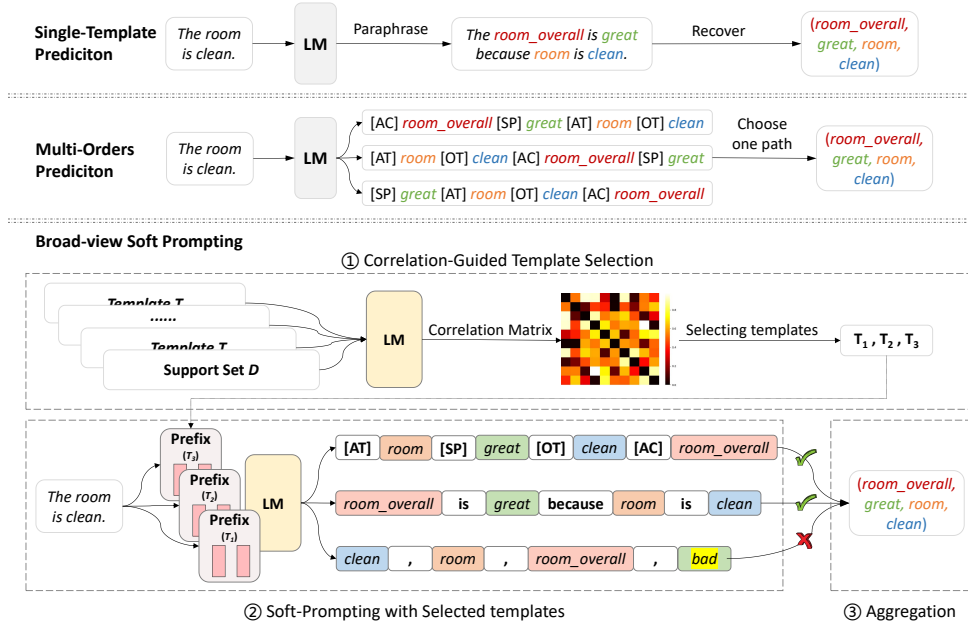 Single-Template
Prediciton
The room
is clean.
LM
Paraphrase
The room_overall is great
because room is clean.
Recover
(room_overall,
great, room,
clean)
Multi-Orders
Prediciton
The room
is clean.
LM
[AC] room_overall [SP] great [AT] room [OT] clean
[AT] room [OT] clean [AC] room_overall [SP] great
[SP] great [AT] room [OT] clean [AC] room_overall
Choose
one path
(room_overall,
great, room,
clean)
Broad-view Soft Prompting
① Correlation-Guided Template Selection
Template T
......
Template T
Support Set D
LM
Correlation Matrix
Selecting templates
T1 , T2 , T3
The room
is clean.
Prefix
(T3)
Prefix
(T2)
Prefix
(T1)
LM
[AT] room [SP] great [OT] clean [AC] room_overall
room_overall is great because room is clean
clean , room , room_overall , bad
(room_overall,
great, room,
clean)
② Soft-Prompting with Selected templates
③ Aggregation